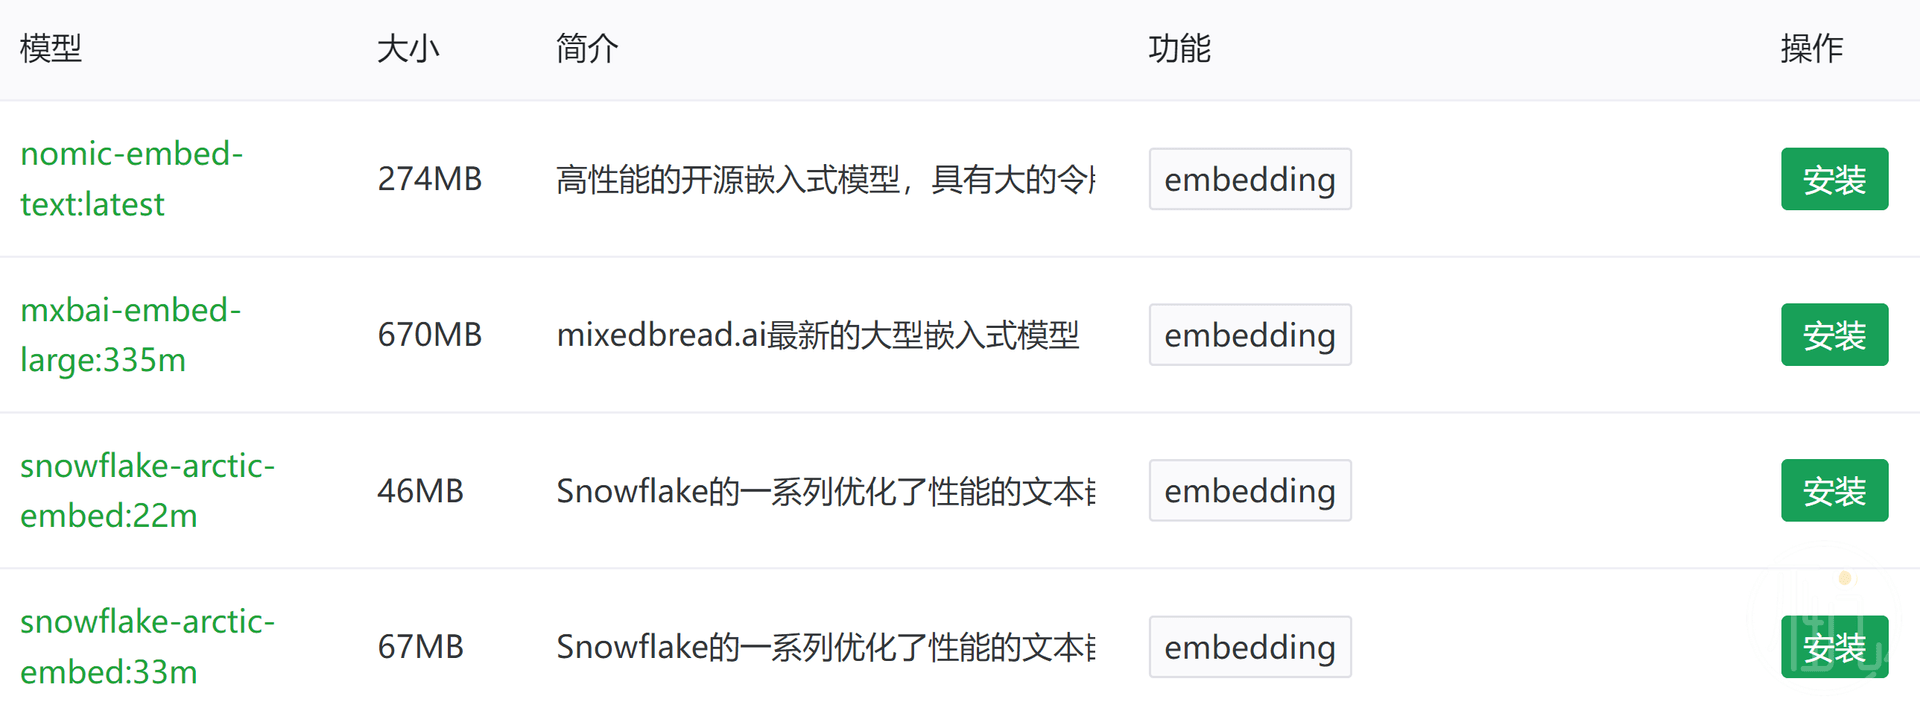 模型 大小 简介 功能 操作
nomic-embed-
text:latest
274MB
高性能的开源嵌入式模型，具有大的令
embedding
安装
mxbai-embed-
large:335m
670MB
mixedbread.ai最新的大型嵌入式模型
embedding
安装
snowflake-arctic-
embed:22m
46MB
Snowflake的一系列优化了性能的文本
embedding
安装
snowflake-arctic-
embed:33m
67MB
Snowflake的一系列优化了性能的文本
embedding
安装